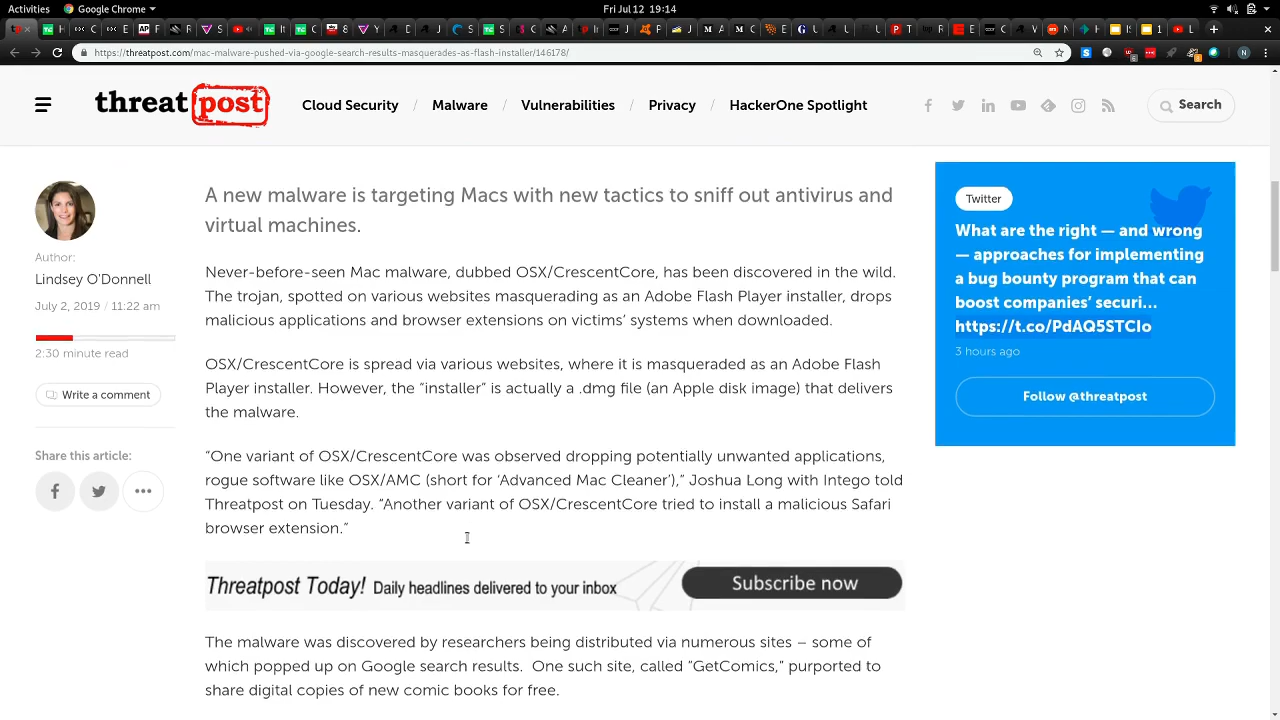 Activities
Google Chrome
Fri Jul 12 19:14
https://threatpost.com/mac-malware-pushed-via-google-search-results-masquerades-as-flash-installer/146178/
threatpost
Cloud Security / Malware / Vulnerabilities / Privacy / HackerOne Spotlight
Search
A new malware is targeting Macs with new tactics to sniff out antivirus and
virtual machines.
Author:
Lindsey O'Donnell
July 2, 2019 / 11:22 am
2:30 minute read
Write a comment
Share this article:
Never-before-seen Mac malware, dubbed OSX/CrescentCore, has been discovered in the wild.
The trojan, spotted on various websites masquerading as an Adobe Flash Player installer, drops
malicious applications and browser extensions on victims’ systems when downloaded.
OSX/CrescentCore is spread via various websites, where it is masqueraded as an Adobe Flash
Player installer. However, the “installer” is actually a .dmg file (an Apple disk image) that delivers
the malware.
“One variant of OSX/CrescentCore was observed dropping potentially unwanted applications,
rogue software like OSX/AMC (short for ‘Advanced Mac Cleaner’),” Joshua Long with Intego told
Threatpost on Tuesday. “Another variant of OSX/CrescentCore tried to install a malicious Safari
browser extension.”
Threatpost Today! Daily headlines delivered to your inbox
Subscribe now
The malware was discovered by researchers being distributed via numerous sites – some of
which popped up on Google search results. One such site, called “GetComics,” purported to
share digital copies of new comic books for free.
Twitter
What are the right — and wrong
— approaches for implementing
a bug bounty program that can
boost companies’ securi...
https://t.co/PdAQ5STCIo
3 hours ago
Follow @threatpost